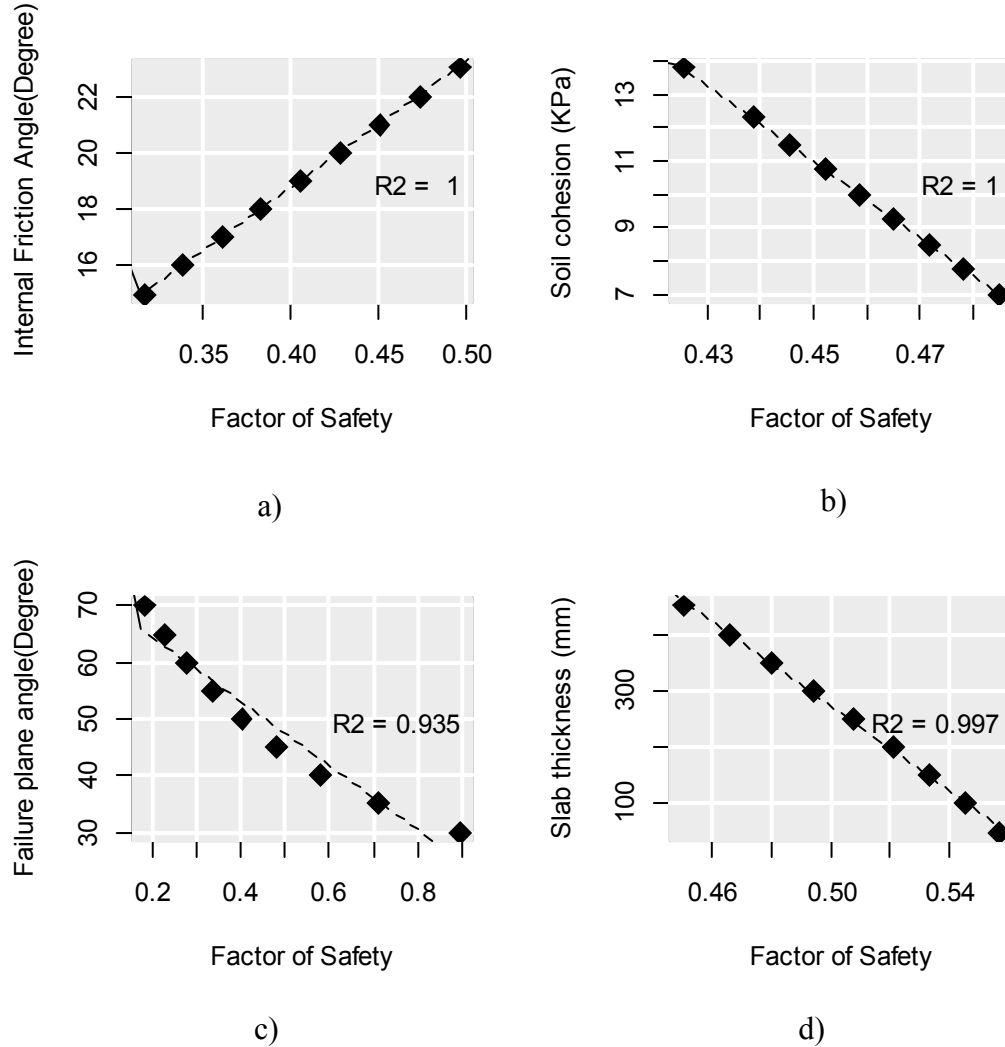 Internal Friction Angle(Degree)
22
20
18
16
R2 = 1
0.35 0.40 0.45 0.50
Factor of Safety
a)
Soil cohesion (KPa)
13
11
9
7
R2 = 1
0.43 0.45 0.47
Factor of Safety
b)
Failure plane angle(Degree)
70
60
50
40
30
R2 = 0.935
0.2 0.4 0.6 0.8
Factor of Safety
c)
Slab thickness (mm)
300
100
R2 = 0.997
0.46 0.50 0.54
Factor of Safety
d)